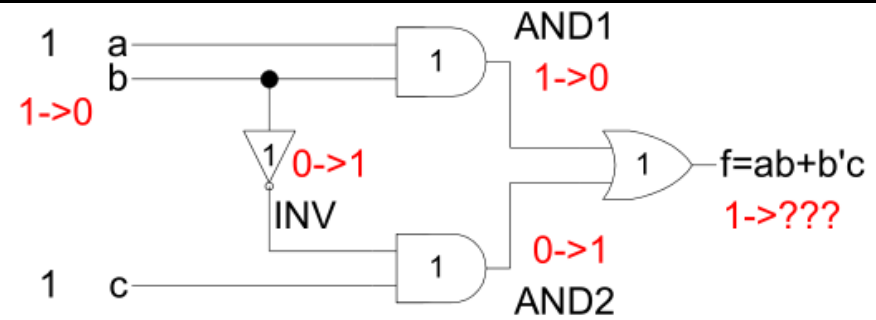 1 a
b
1->0
1
AND1
1->0
1
0->1
INV
1
f=ab+b'c
1->???
1 c
1
0->1
AND2